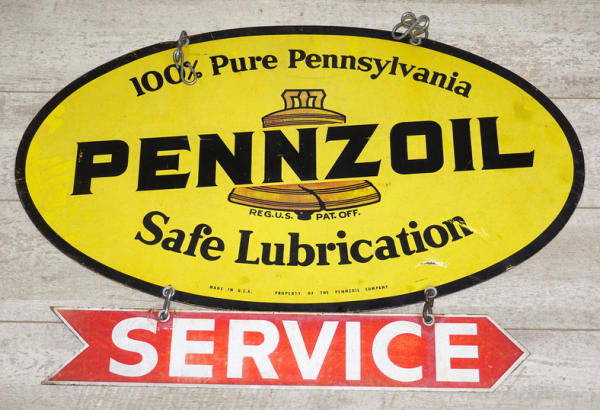 100% Pure Pennsylvania
PENNZOIL
REG. U.S. PAT. OFF.
Safe Lubrication
MADE IN U.S.A. PROPERTY OF THE PENNZOIL COMPANY
SERVICE